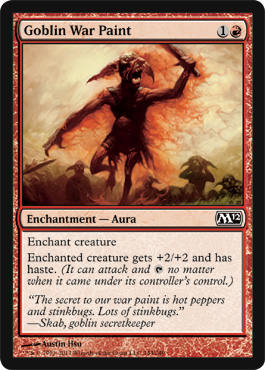 Goblin War Paint 1
Enchantment — Aura M12
Enchant creature
Enchanted creature gets +2/+2 and has
haste. (It can attack and no matter
when it came under its controller's control.)
"The secret to our war paint is hot peppers
and stinkbugs. Lots of stinkbugs."
—Skab, goblin secretkeeper
Austin Hsu